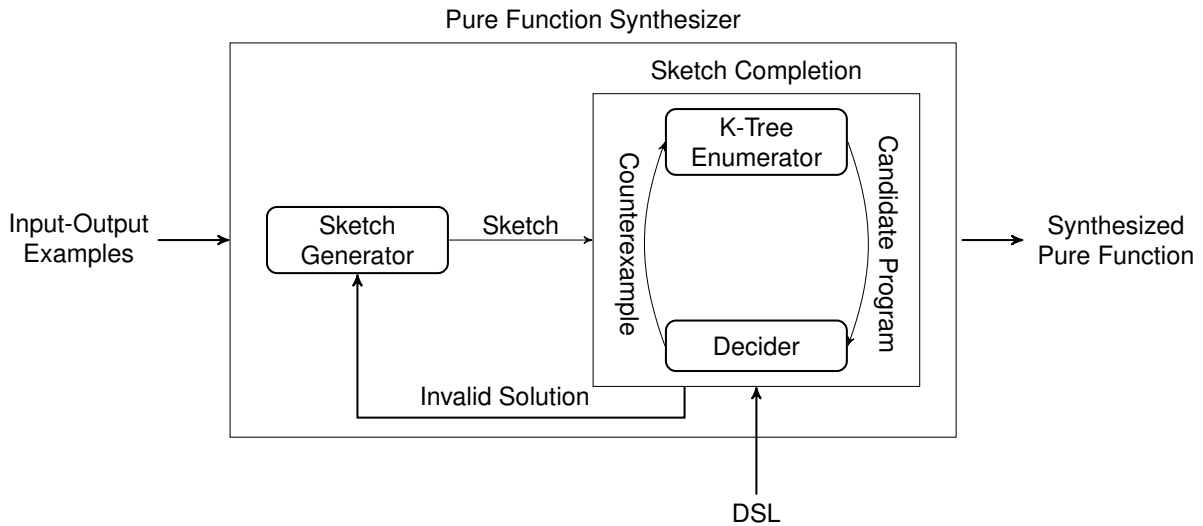 Pure Function Synthesizer
Sketch Completion
K-Tree
Enumerator
Counterexample
Candidate Program
Input-Output
Examples
Sketch
Generator
Sketch
Synthesized
Pure Function
Decider
Invalid Solution
DSL